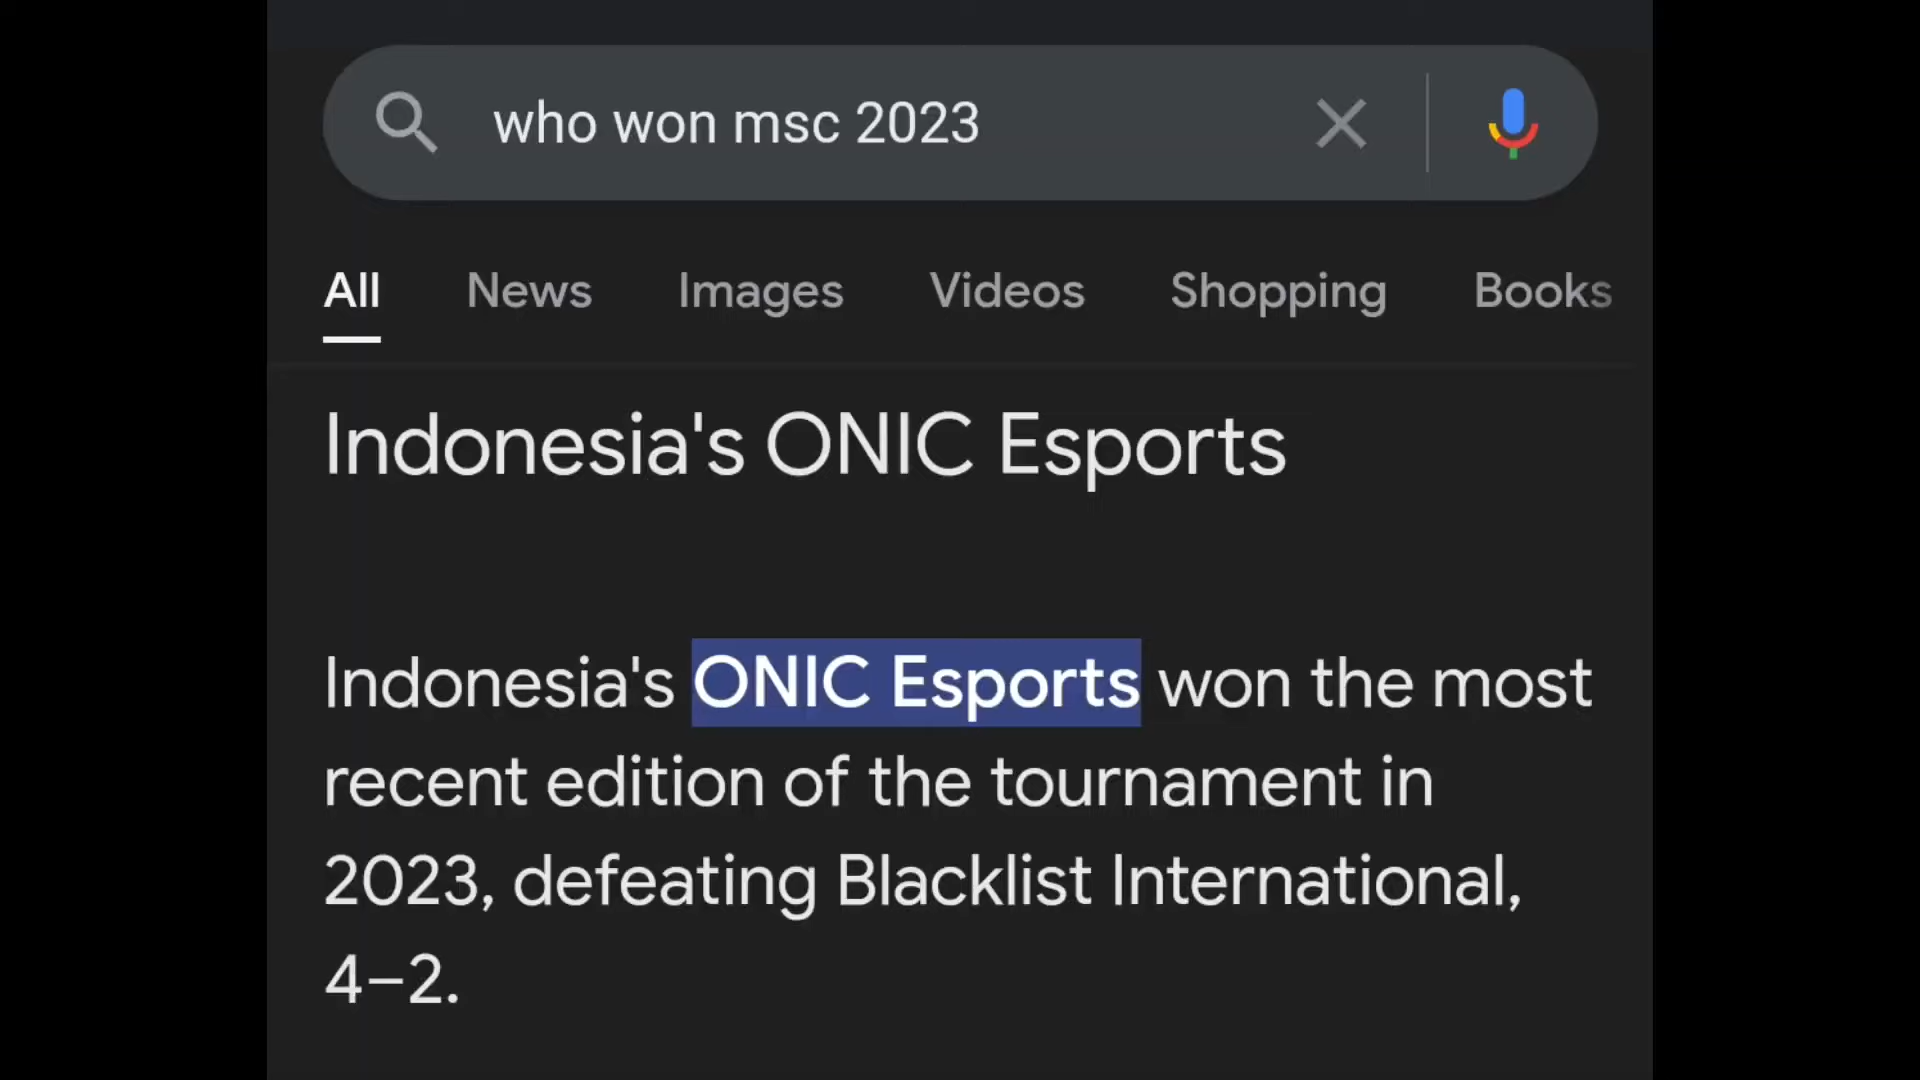 who won msc 2023
All News Images Videos Shopping Books
Indonesia's ONIC Esports
Indonesia's ONIC Esports won the most
recent edition of the tournament in
2023, defeating Blacklist International,
4–2.